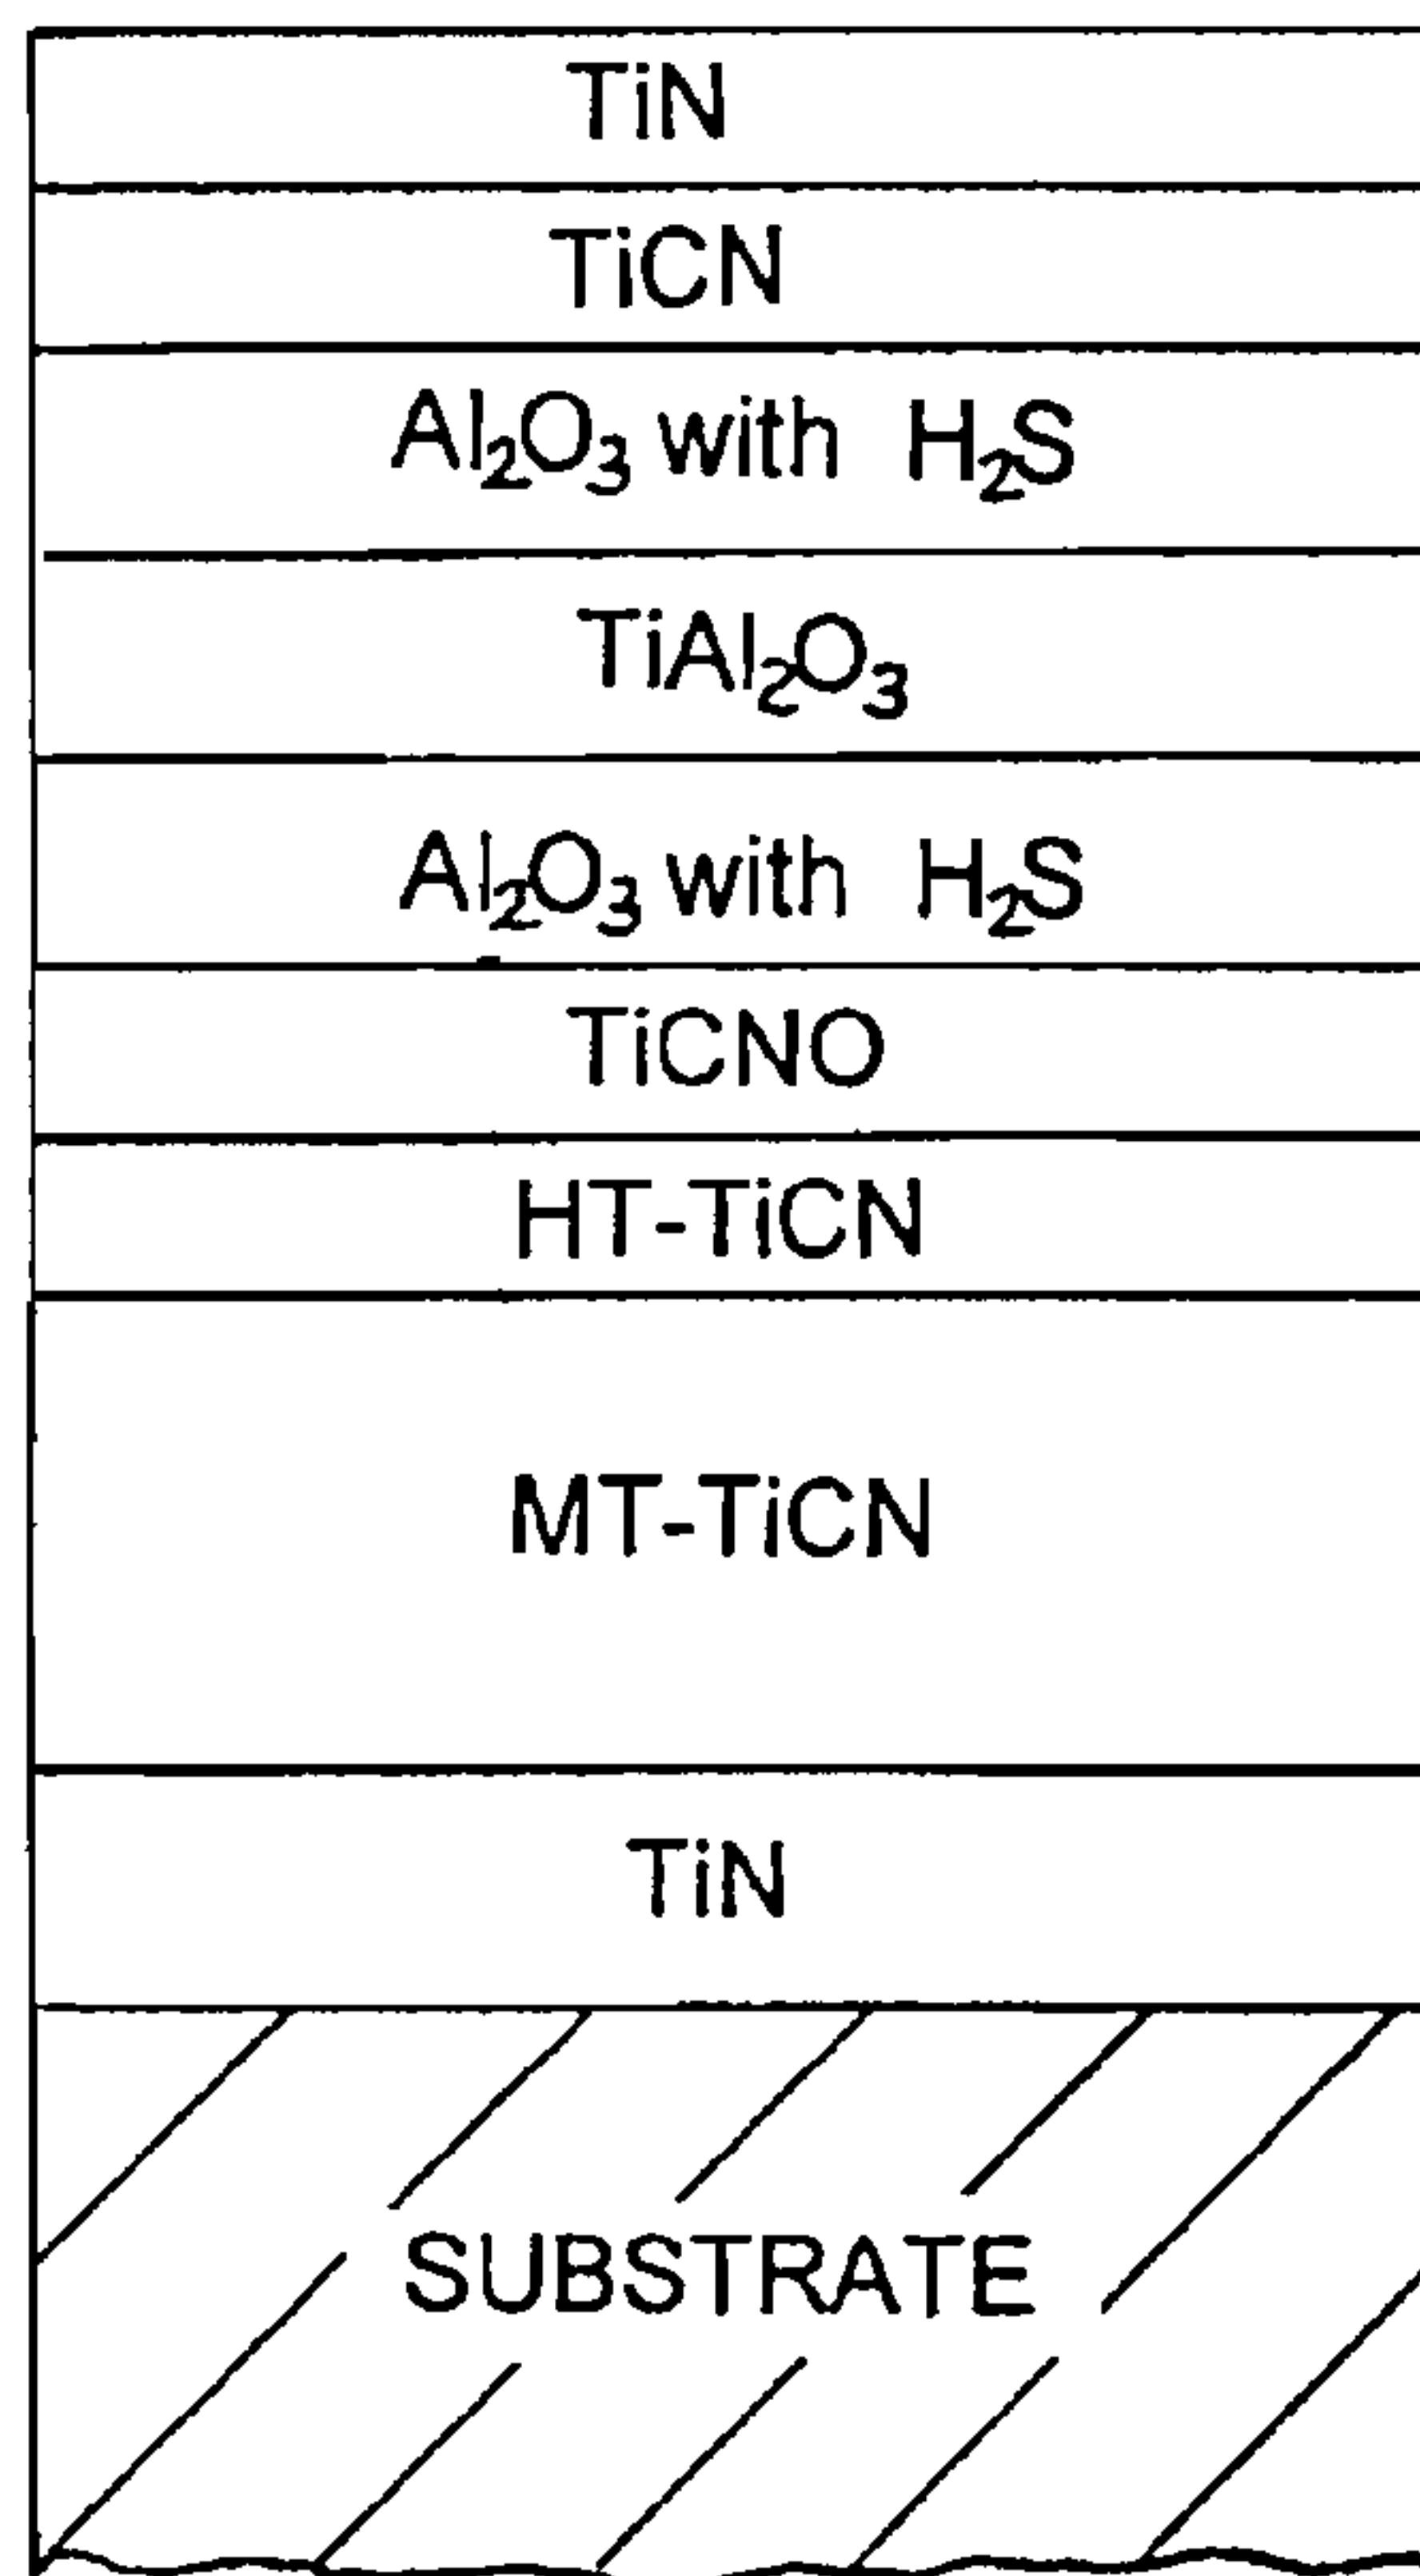 TiN
TiCN
Al₂O₃ with H₂S
TiAl₂O₃
Al₂O₃ with H₂S
TiCNO
HT-TiCN
MT-TiCN
TiN
SUBSTRATE